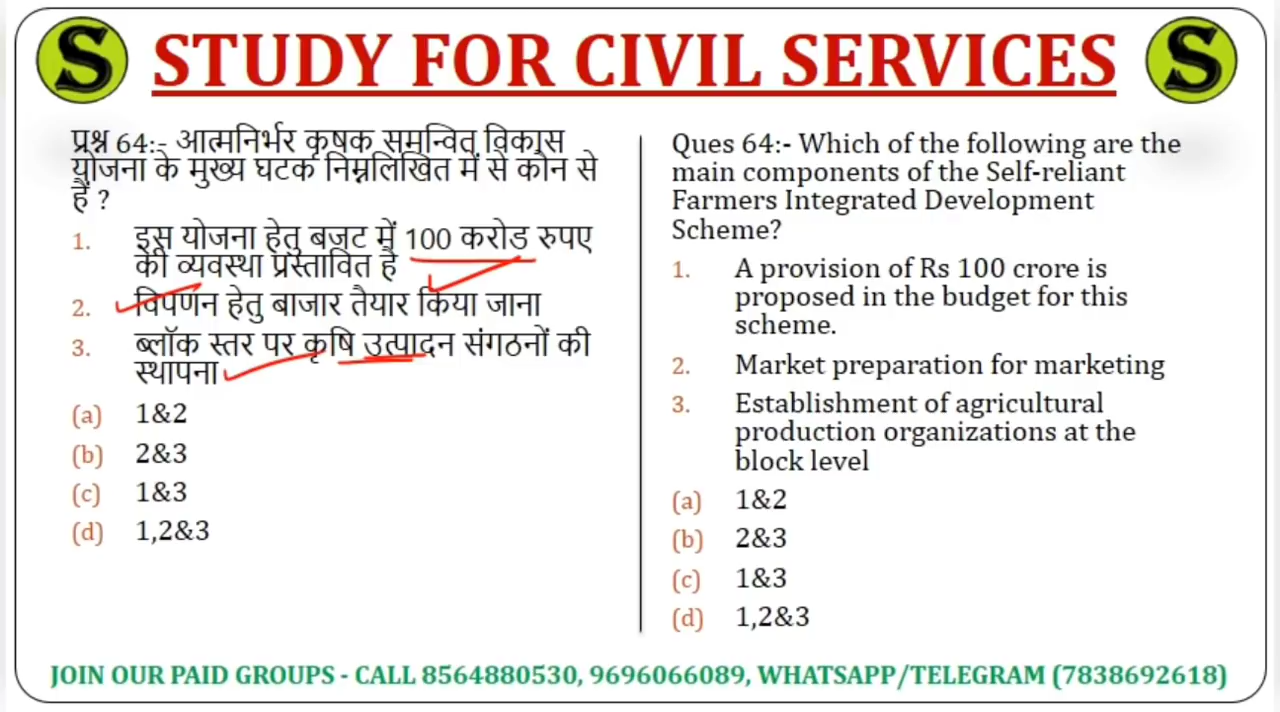 S
STUDY FOR CIVIL SERVICES
S
प्रश्न 64:- आत्मनिर्भर कृषक समन्वित विकास
योजना के मुख्य घटक निम्नलिखित में से कौन से
हैं ?
1. इस योजना हेतु बजट में 100 करोड रुपए
की व्यवस्था प्रस्तावित है
2. विपणन हेतु बाजार तैयार किया जाना
3. ब्लॉक स्तर पर कृषि उत्पादन संगठनों की
स्थापना
(a) 1&2
(b) 2&3
(c) 1&3
(d) 1,2&3
Ques 64:- Which of the following are the
main components of the Self-reliant
Farmers Integrated Development
Scheme?
1. A provision of Rs 100 crore is
proposed in the budget for this
scheme.
2. Market preparation for marketing
3. Establishment of agricultural
production organizations at the
block level
(a) 1&2
(b) 2&3
(c) 1&3
(d) 1,2&3
JOIN OUR PAID GROUPS - CALL 8564880530, 9696066089, WHATSAPP/TELEGRAM (7838692618)